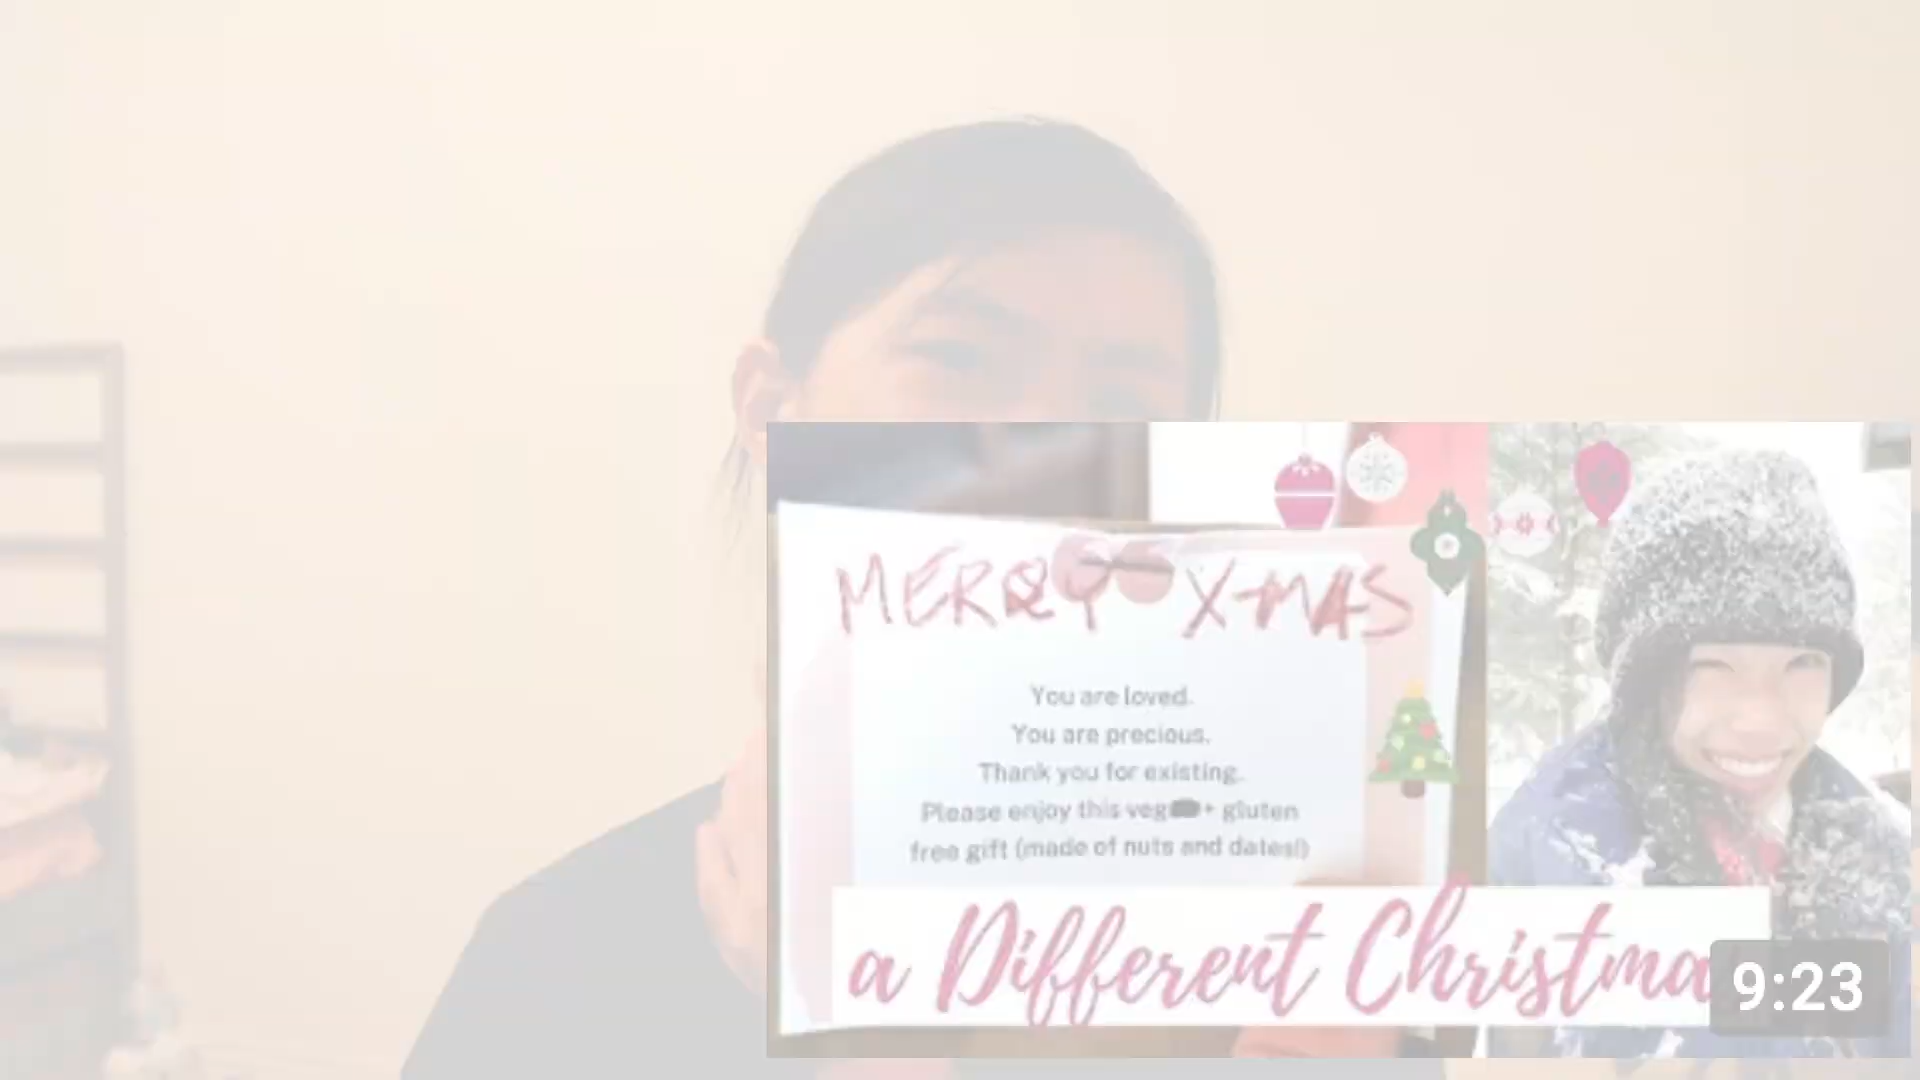 MERRY X-MAS
You are loved.
You are precious.
Thank you for existing.
Please enjoy this + gluten
free gift (made of nuts and dates!)
a Different Christma
9:23